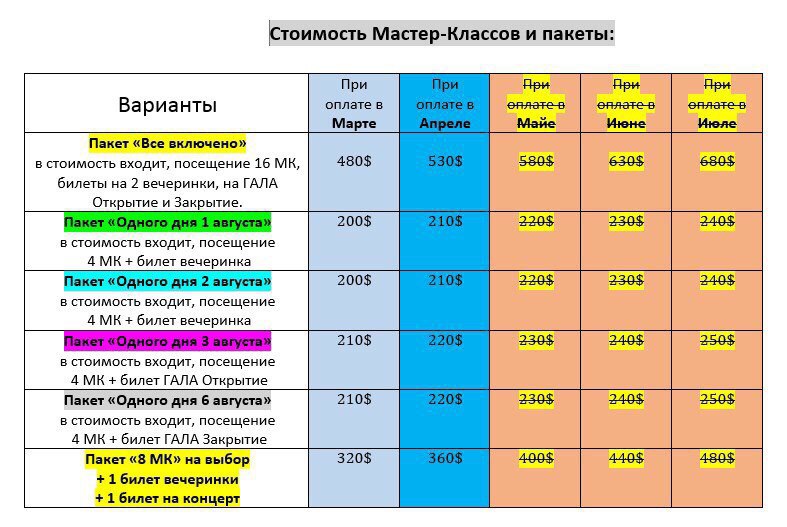 Стоимость Мастер-Классов и пакеты:
Варианты
При
оплате в
Марте
При
оплате в
Апреле
При
оплате в
Майе
При
оплате в
Июне
При
оплате в
Июле
Пакет «Все включено»
в стоимость входит, посещение 16 МК,
билеты на 2 вечеринки, на ГАЛА
Открытие и Закрытие.
480$
530$
580$
630$
680$
Пакет «Одного дня 1 августа»
в стоимость входит, посещение
4 МК + билет вечеринка
200$
210$
220$
230$
240$
Пакет «Одного дня 2 августа»
в стоимость входит, посещение
4 МК + билет вечеринка
200$
210$
220$
230$
240$
Пакет «Одного дня 3 августа»
в стоимость входит, посещение
4 МК + билет ГАЛА Открытие
210$
220$
230$
240$
250$
Пакет «Одного дня 6 августа»
в стоимость входит, посещение
4 МК + билет ГАЛА Закрытие
210$
220$
230$
240$
250$
Пакет «8 МК» на выбор
+ 1 билет вечеринки
+ 1 билет на концерт
320$
360$
400$
440$
480$